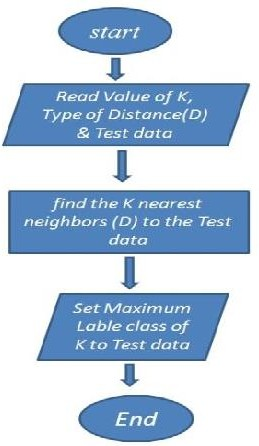 start
Read Value of K,
Type of Distance(D)
& Test data
find the K nearest
neighbors (D) to the Test
data
Set Maximum
Lable class of
K to Test data
End